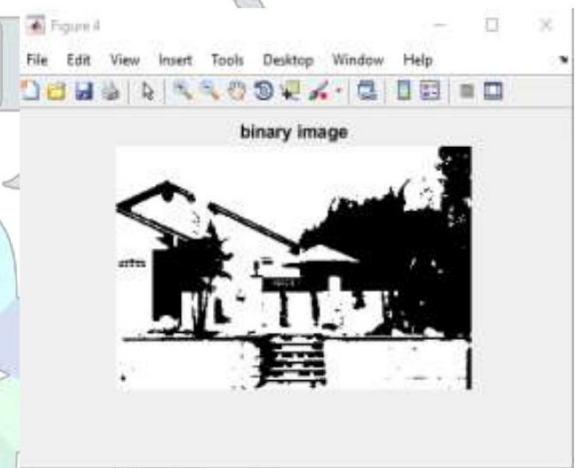 Figure 4
File Edit View Insert Tools Desktop Window Help
binary image